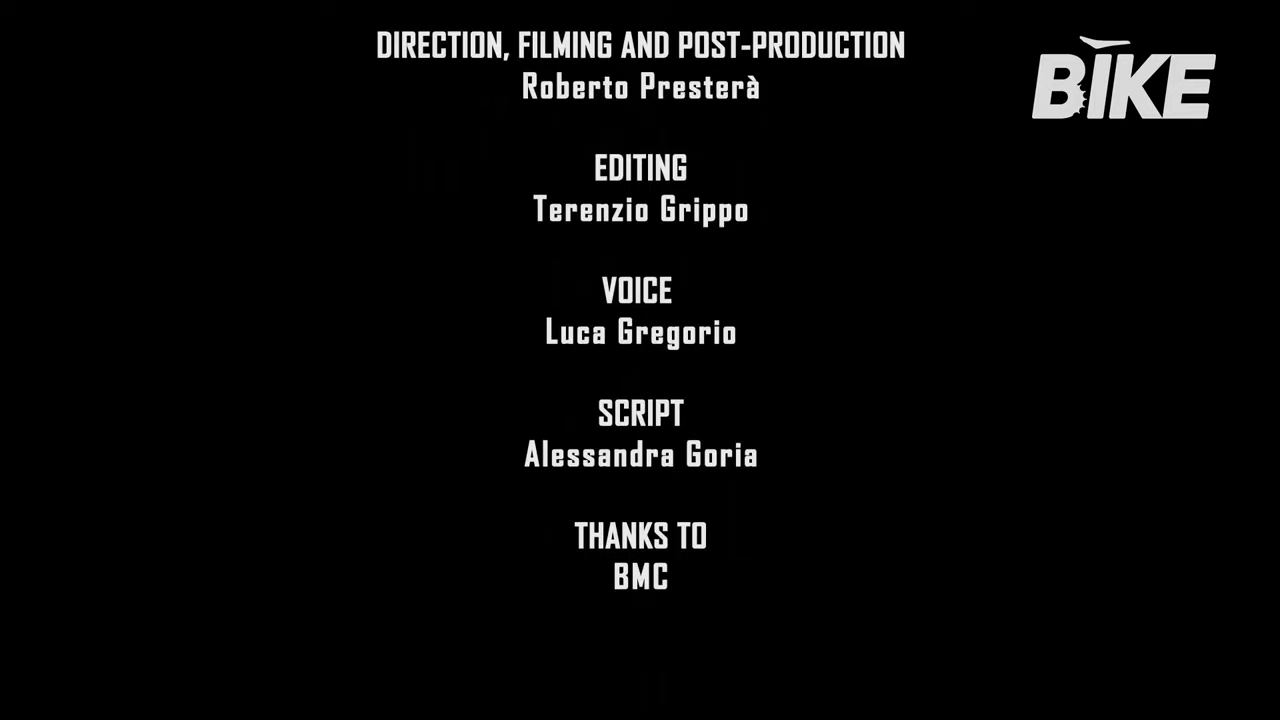 DIRECTION, FILMING AND POST-PRODUCTION
Roberto Presterà
BIKE
EDITING
Terenzio Grippo
VOICE
Luca Gregorio
SCRIPT
Alessandra Goria
THANKS TO
BMC